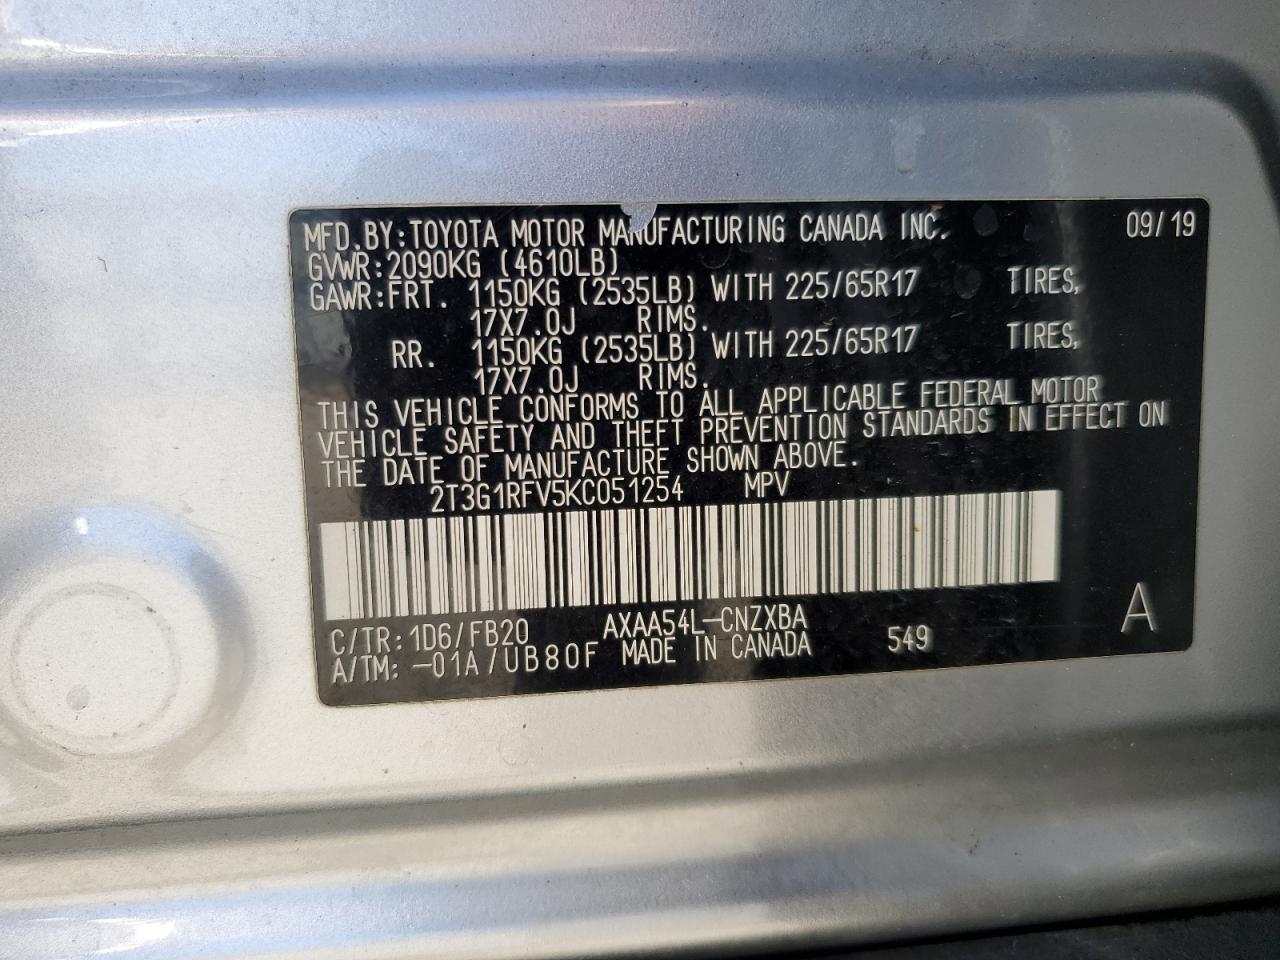 MFD.BY:TOYOTA MOTOR MANUFACTURING CANADA INC. 09/19
GVWR:2090KG (4610LB)
GAWR:FRT. 1150KG (2535LB) WITH 225/65R17 TIRES,
17X7.0J RIMS.
RR. 1150KG (2535LB) WITH 225/65R17 TIRES,
17X7.0J RIMS.
THIS VEHICLE CONFORMS TO ALL APPLICABLE FEDERAL MOTOR
VEHICLE SAFETY AND THEFT PREVENTION STANDARDS IN EFFECT ON
THE DATE OF MANUFACTURE SHOWN ABOVE.
2T3G1RFV5KC051254 MPV
C/TR:1D6/FB20 AXAA54L-CNZXBA
A/TM:-01A/UB80F MADE IN CANADA 549 A